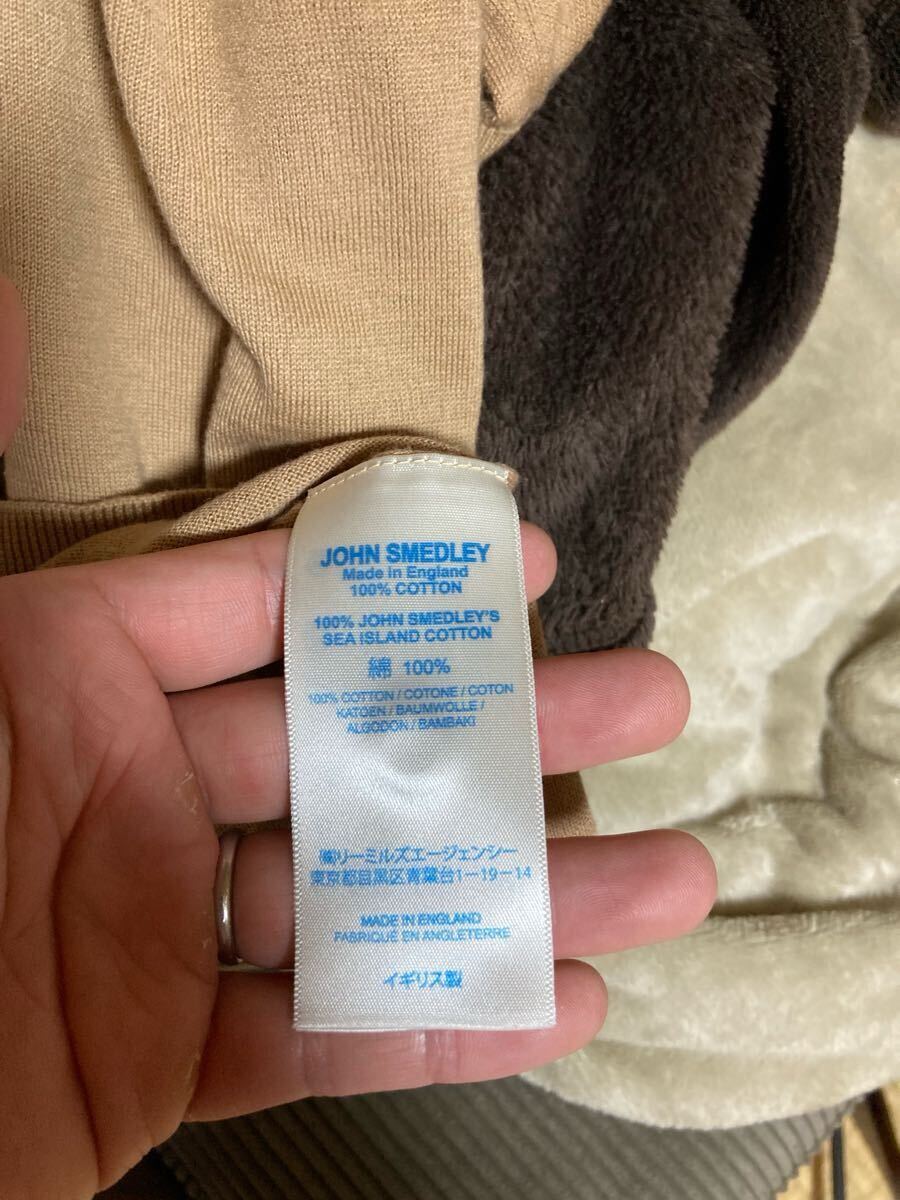 JOHN SMEDLEY
Made in England
100% COTTON
100% JOHN SMEDLEY'S
SEA ISLAND COTTON
綿 100%
100% COTTON / COTONE / COTON
KATOEN / BAUMWOLLE /
ALGODON / BAMBAKI
㈱リーミルズエージェンシー
東京都目黒区青葉台1-19-14
MADE IN ENGLAND
FABRIQUE EN ANGLETERRE
イギリス製